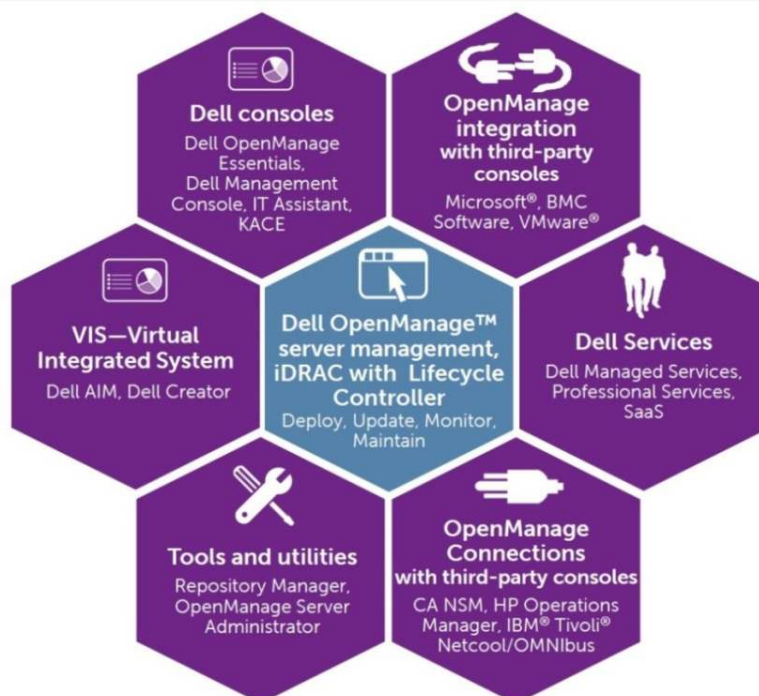 Dell consoles
Dell OpenManage
Essentials,
Dell Management
Console, IT Assistant,
KACE
OpenManage
integration
with third-party
consoles
Microsoft®, BMC
Software, VMware®
VIS—Virtual
Integrated System
Dell AIM, Dell Creator
Dell OpenManage™
server management,
iDRAC with Lifecycle
Controller
Deploy, Update, Monitor,
Maintain
Dell Services
Dell Managed Services,
Professional Services,
SaaS
Tools and utilities
Repository Manager,
OpenManage Server
Administrator
OpenManage
Connections
with third-party consoles
CA NSM, HP Operations
Manager, IBM® Tivoli®
Netcool/OMNIbus